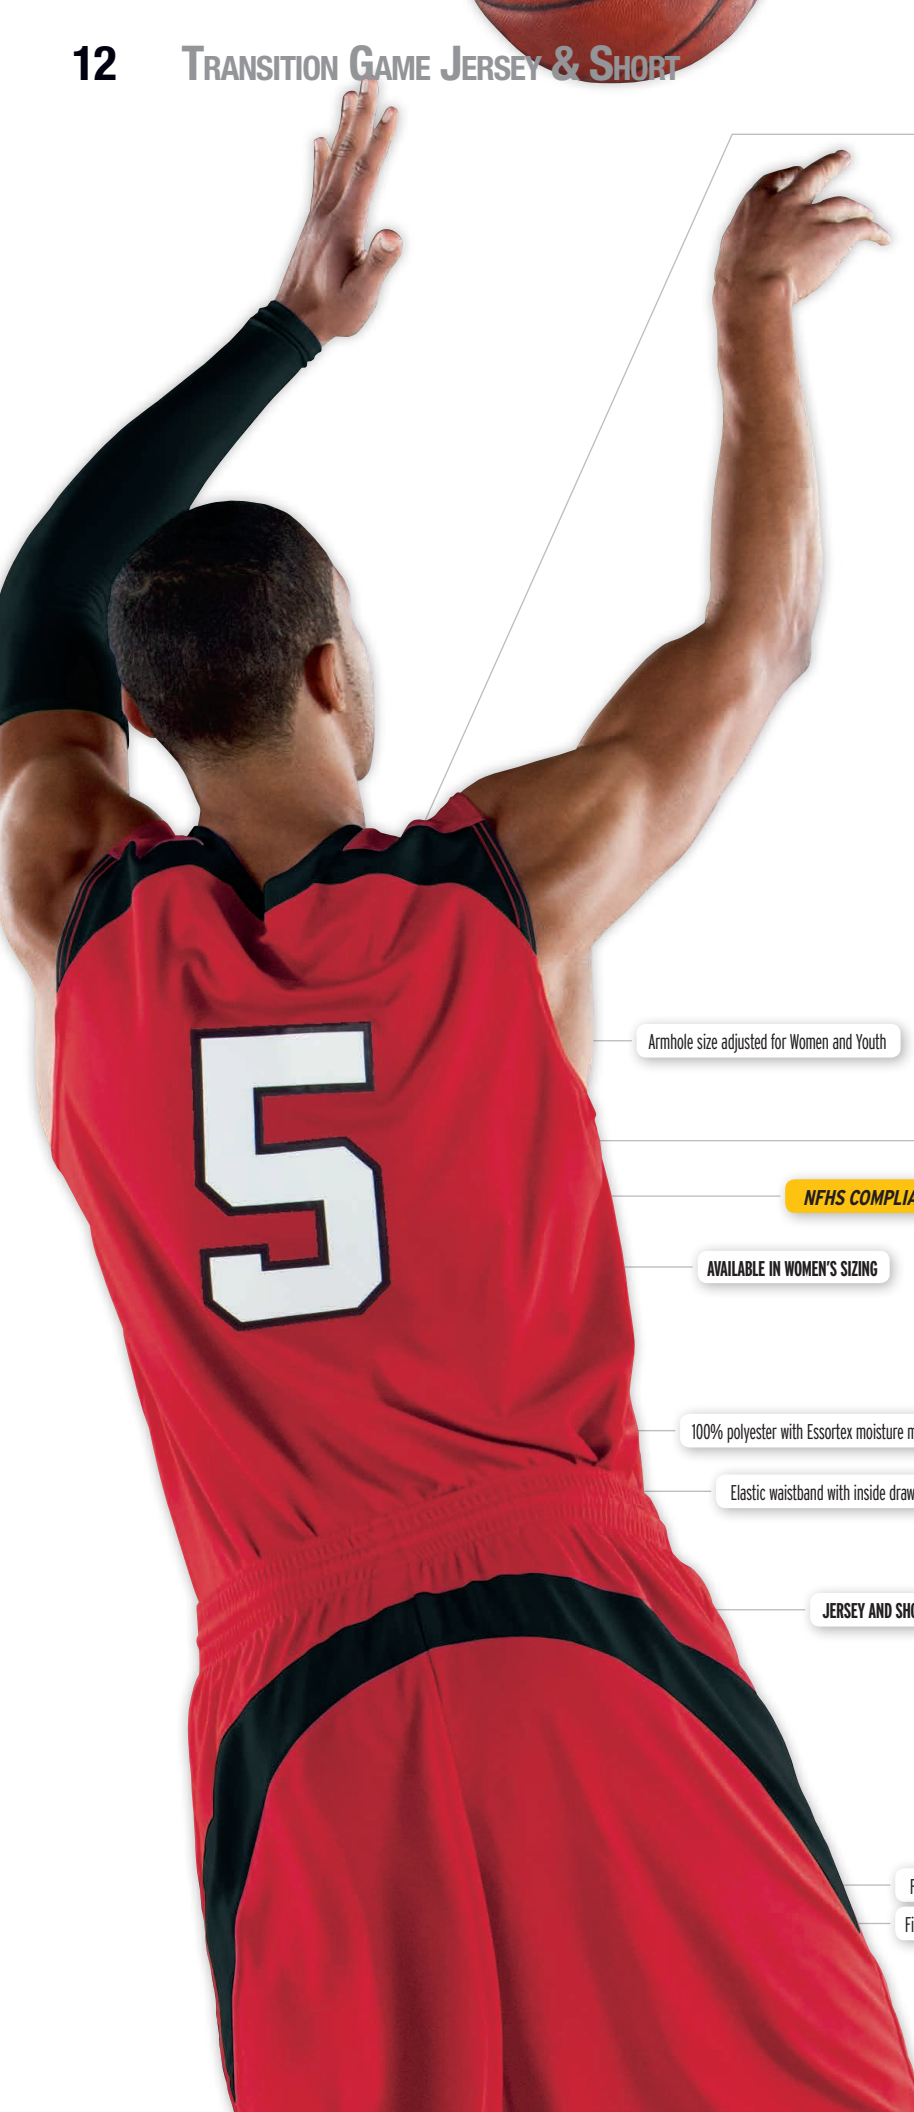 12 TRANSITION GAME JERSEY & SHORT
5
Armhole size adjusted for Women and Youth
NFHS
AVAILABLE IN WOMEN'S SIZING
100% polyester with Essortex moisture
Elastic waistband with inside
JERSEY AND